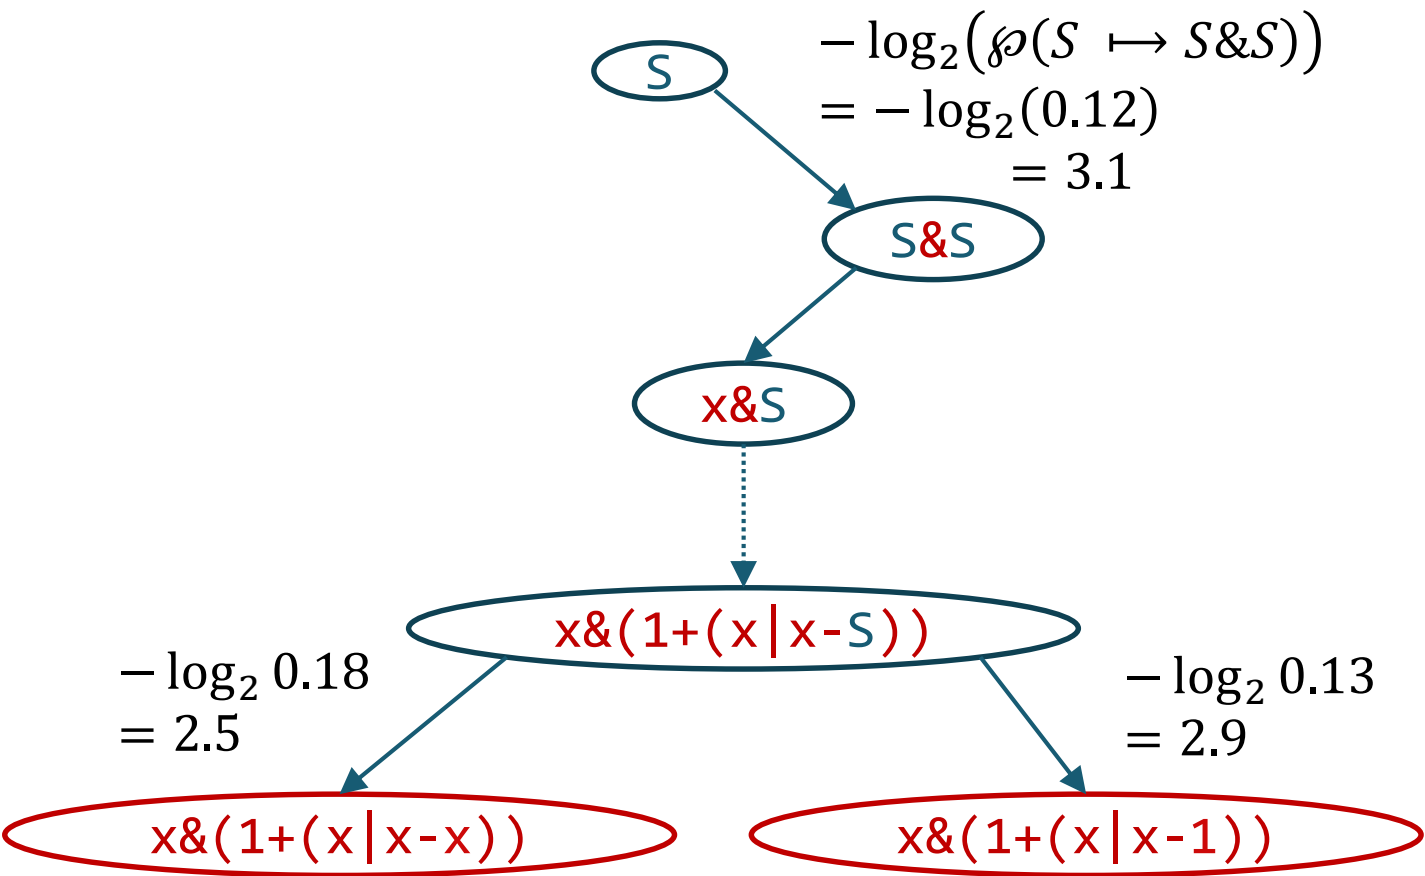 S
− log₂(℘(S ↦ S&S))
= − log₂(0.12)
= 3.1
S&S
x&S
x&(1+(x|x-S))
− log₂ 0.18
= 2.5
− log₂ 0.13
= 2.9
x&(1+(x|x-x))
x&(1+(x|x-1))